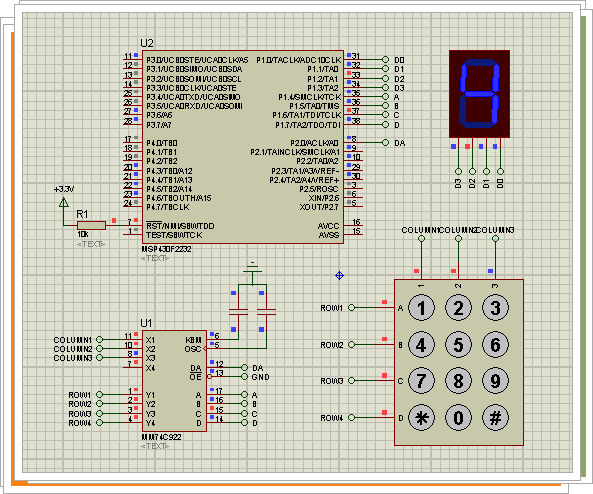 U2
11 P3.0/UCB0STE/UCA0CLK/A5 P1.0/TACLK/ADC10CLK 31 D0
12 P3.1/UCB0SIMO/UCB0SDA P1.1/TA0 32 D1
13 P3.2/UCB0SOMI/UCB0SCL P1.2/TA1 33 D2
14 P3.3/UCB0CLK/UCA0STE P1.3/TA2 34 D3
25 P3.4/UCA0TXD/UCA0SIMO P1.4/SMCLK/TCK 35 A
26 P3.5/UCA0RXD/UCA0SOMI P1.5/TA0/TMS 36 B
27 P3.6/A6 P1.6/TA1/TDI/TCLK 37 C
28 P3.7/A7 P1.7/TA2/TDO/TDI 38 D
17 P4.0/TB0 P2.0/ACLK/A0 8 DA
18 P4.1/TB1 P2.1/TAINCLK/SMCLK/A1 9
19 P4.2/TB2 P2.2/TA0/A2 10
20 P4.3/TB0/A12 P2.3/TA1/A3/VREF- 29
21 P4.4/TB1/A13 P2.4/TA2/A4/VREF+ 30
22 P4.5/TB2/A14 P2.5/ROSC 3
23 P4.6/TBOUTH/A15 XIN/P2.6 6
24 P4.7/TBCLK XOUT/P2.7 5
7 RST/NMI/SBWTDO AVCC 16
1 TEST/SBWTCK AVSS 15
MSP430F2232
<TEXT>
+3.3V
R1
10k
<TEXT>
D3 D2 D1 D0
COLUMN1 COLUMN2 COLUMN3
1 2 3
ROW1 A 1 2 3
ROW2 B 4 5 6
ROW3 C 7 8 9
ROW4 D * 0 #
U1
COLUMN1 11 X1 KBM 6
COLUMN2 10 X2 OSC 5
COLUMN3 8 X3
7 X4 DA 12 DA
OE 13 GND
ROW1 1 Y1 A 17 A
ROW2 2 Y2 B 16 B
ROW3 3 Y3 C 15 C
ROW4 4 Y4 D 14 D
MM74C922
<TEXT>